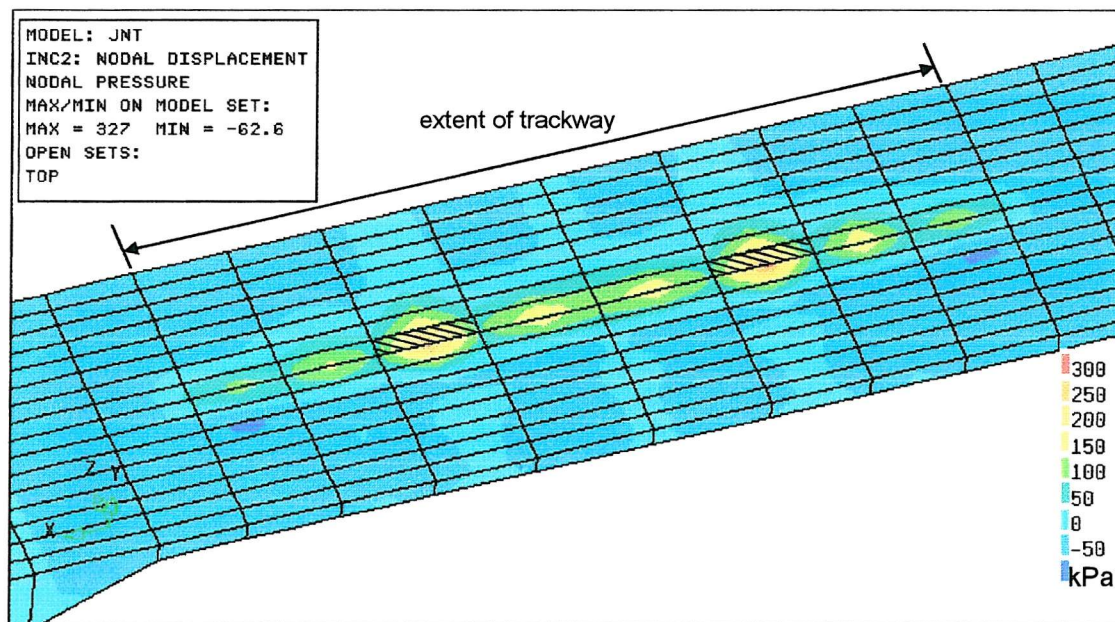 MODEL: JNT
INC2: NODAL DISPLACEMENT
NODAL PRESSURE
MAX/MIN ON MODEL SET:
MAX = 327 MIN = -62.6
OPEN SETS:
TOP
extent of trackway
Z Y
X
300
250
200
150
100
50
0
-50
kPa